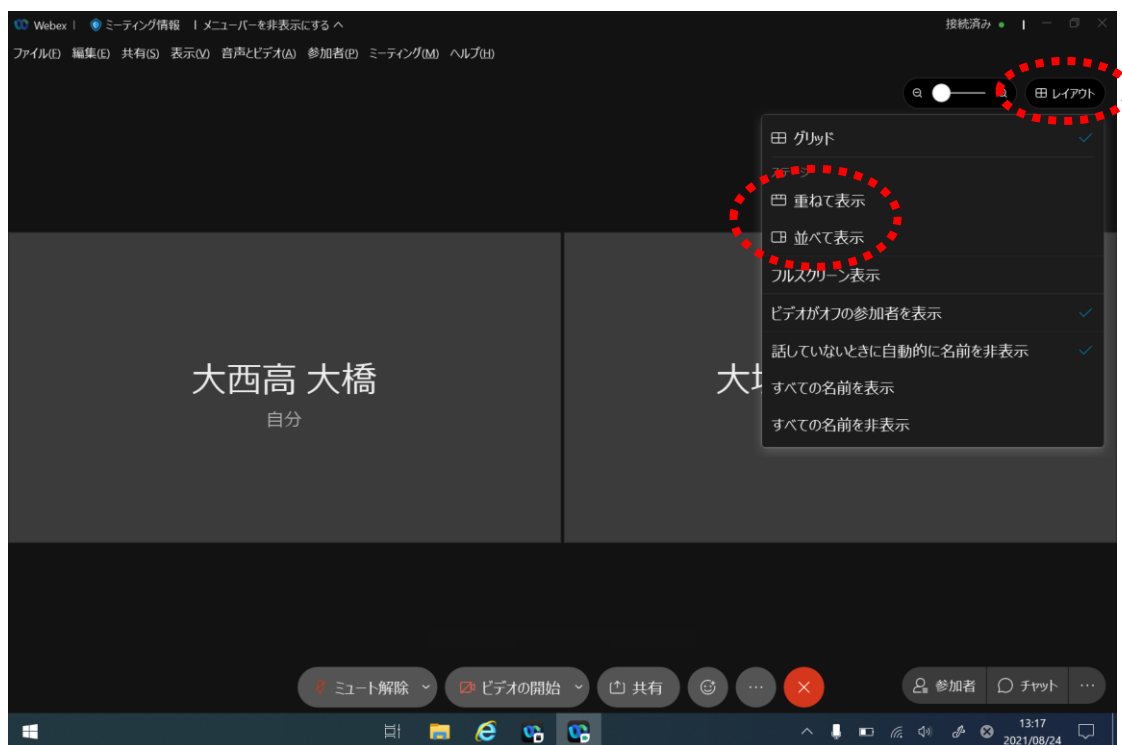 Webex | ミーティング情報 | メニューバーを非表示にする
接続済み
ファイル(F) 編集(E) 共有(S) 表示(V) 音声とビデオ(A) 参加者(P) ミーティング(M) ヘルプ(H)
レイアウト
グリッド
ステージ
重ねて表示
並べて表示
フルスクリーン表示
ビデオがオフの参加者を表示
話していないときに自動的に名前を非表示
すべての名前を表示
すべての名前を非表示
大西高 大橋
自分
ミュート解除
ビデオの開始
共有
参加者
チャット
13:17
2021/08/24